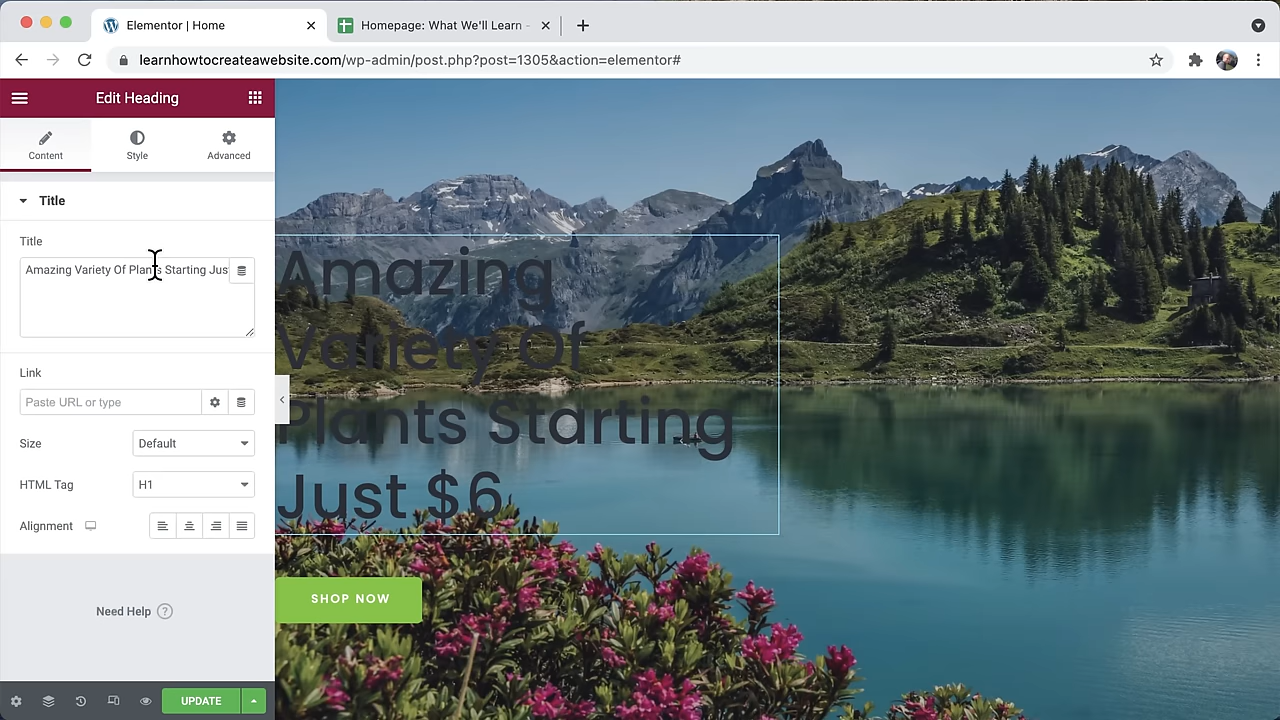 Elementor | Home
Homepage: What We'll Learn -
learnhowtocreateawebsite.com/wp-admin/post.php?post=1305&action=elementor#
Edit Heading
Content
Style
Advanced
Title
Title
Amazing Variety Of Plants Starting Jus
Link
Paste URL or type
Size
Default
HTML Tag
H1
Alignment
Need Help
?
UPDATE
Amazing
Variety Of
Plants Starting
Just $6
SHOP NOW